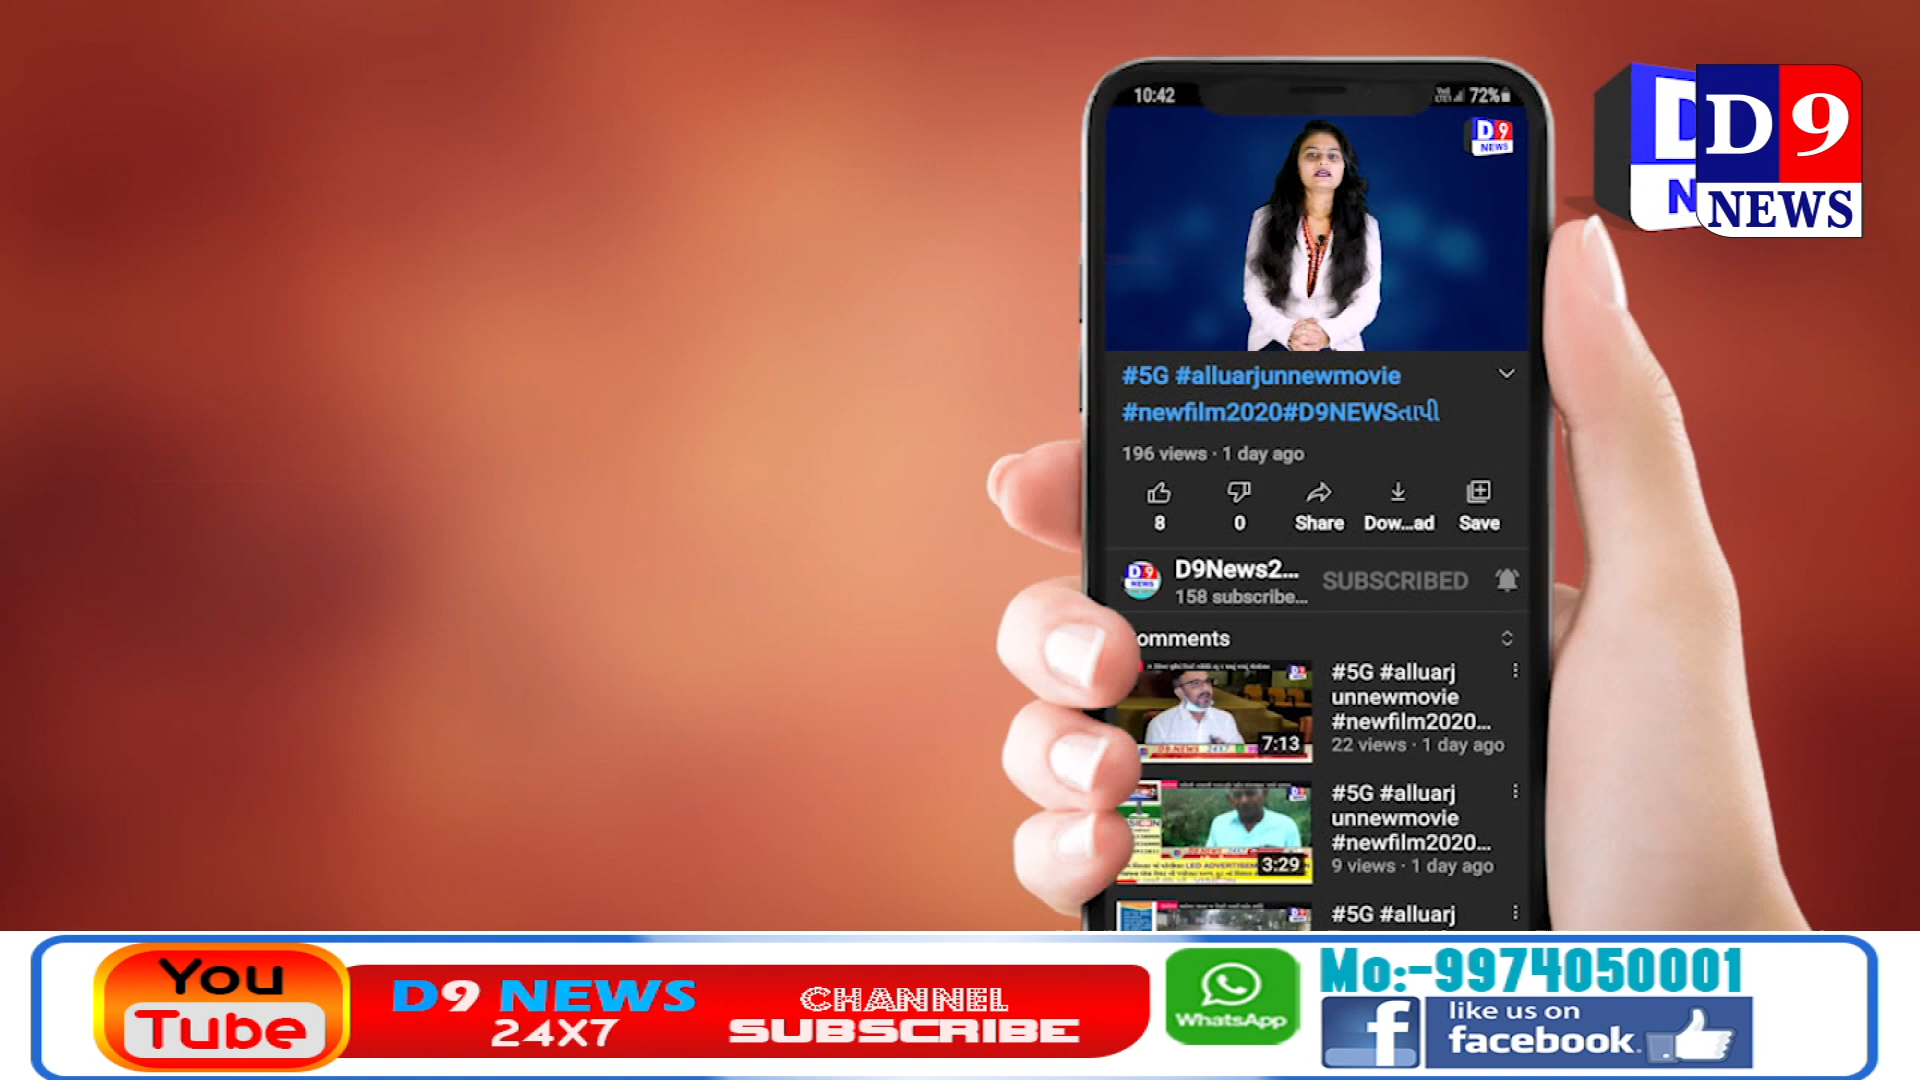 10:42
72%
D9
NEWS
D
N
D9
NEWS
#5G #alluarjunnewmovie
#newfilm2020#D9NEWSતાપી
196 views · 1 day ago
8
0
Share
Dow...ad
Save
D9
NEWS
D9News2...
SUBSCRIBED
158 subscribe...
omments
#5G #alluarj
unnewmovie
#newfilm2020...
22 views · 1 day ago
7:13
#5G #alluarj
unnewmovie
#newfilm2020...
9 views · 1 day ago
3:29
#5G #alluarj
You
Tube
D9 NEWS
24X7
CHANNEL
SUBSCRIBE
WhatsApp
Mo:-9974050001
f
like us on
facebook.